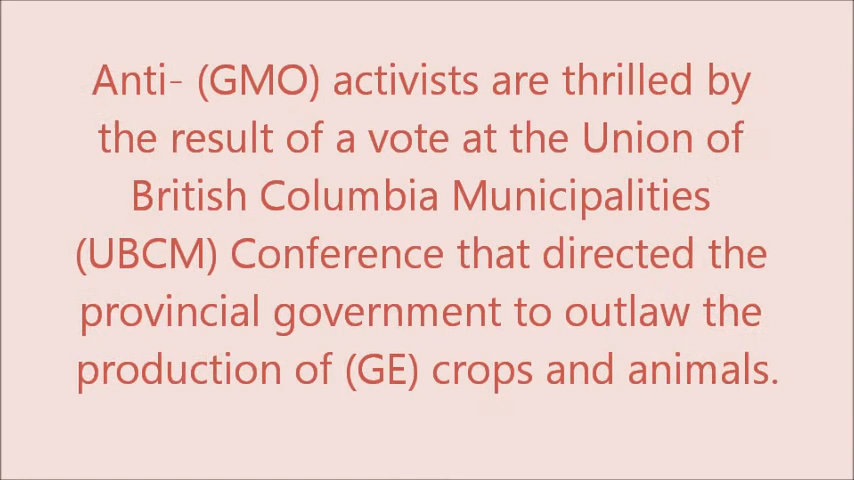 Anti- (GMO) activists are thrilled by
the result of a vote at the Union of
British Columbia Municipalities
(UBCM) Conference that directed the
provincial government to outlaw the
production of (GE) crops and animals.